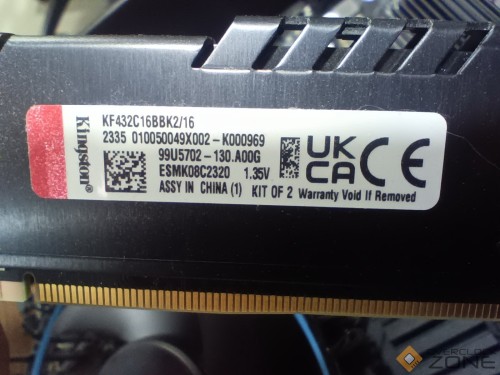 Kingston®
KF432C16BBK2/16
2335 010050049X002-K000969
99U5702-130.A00G
ESMK08C2320 1.35V
ASSY IN CHINA (1) KIT OF 2 Warranty Void If Removed
UK
CA CE
ZONE